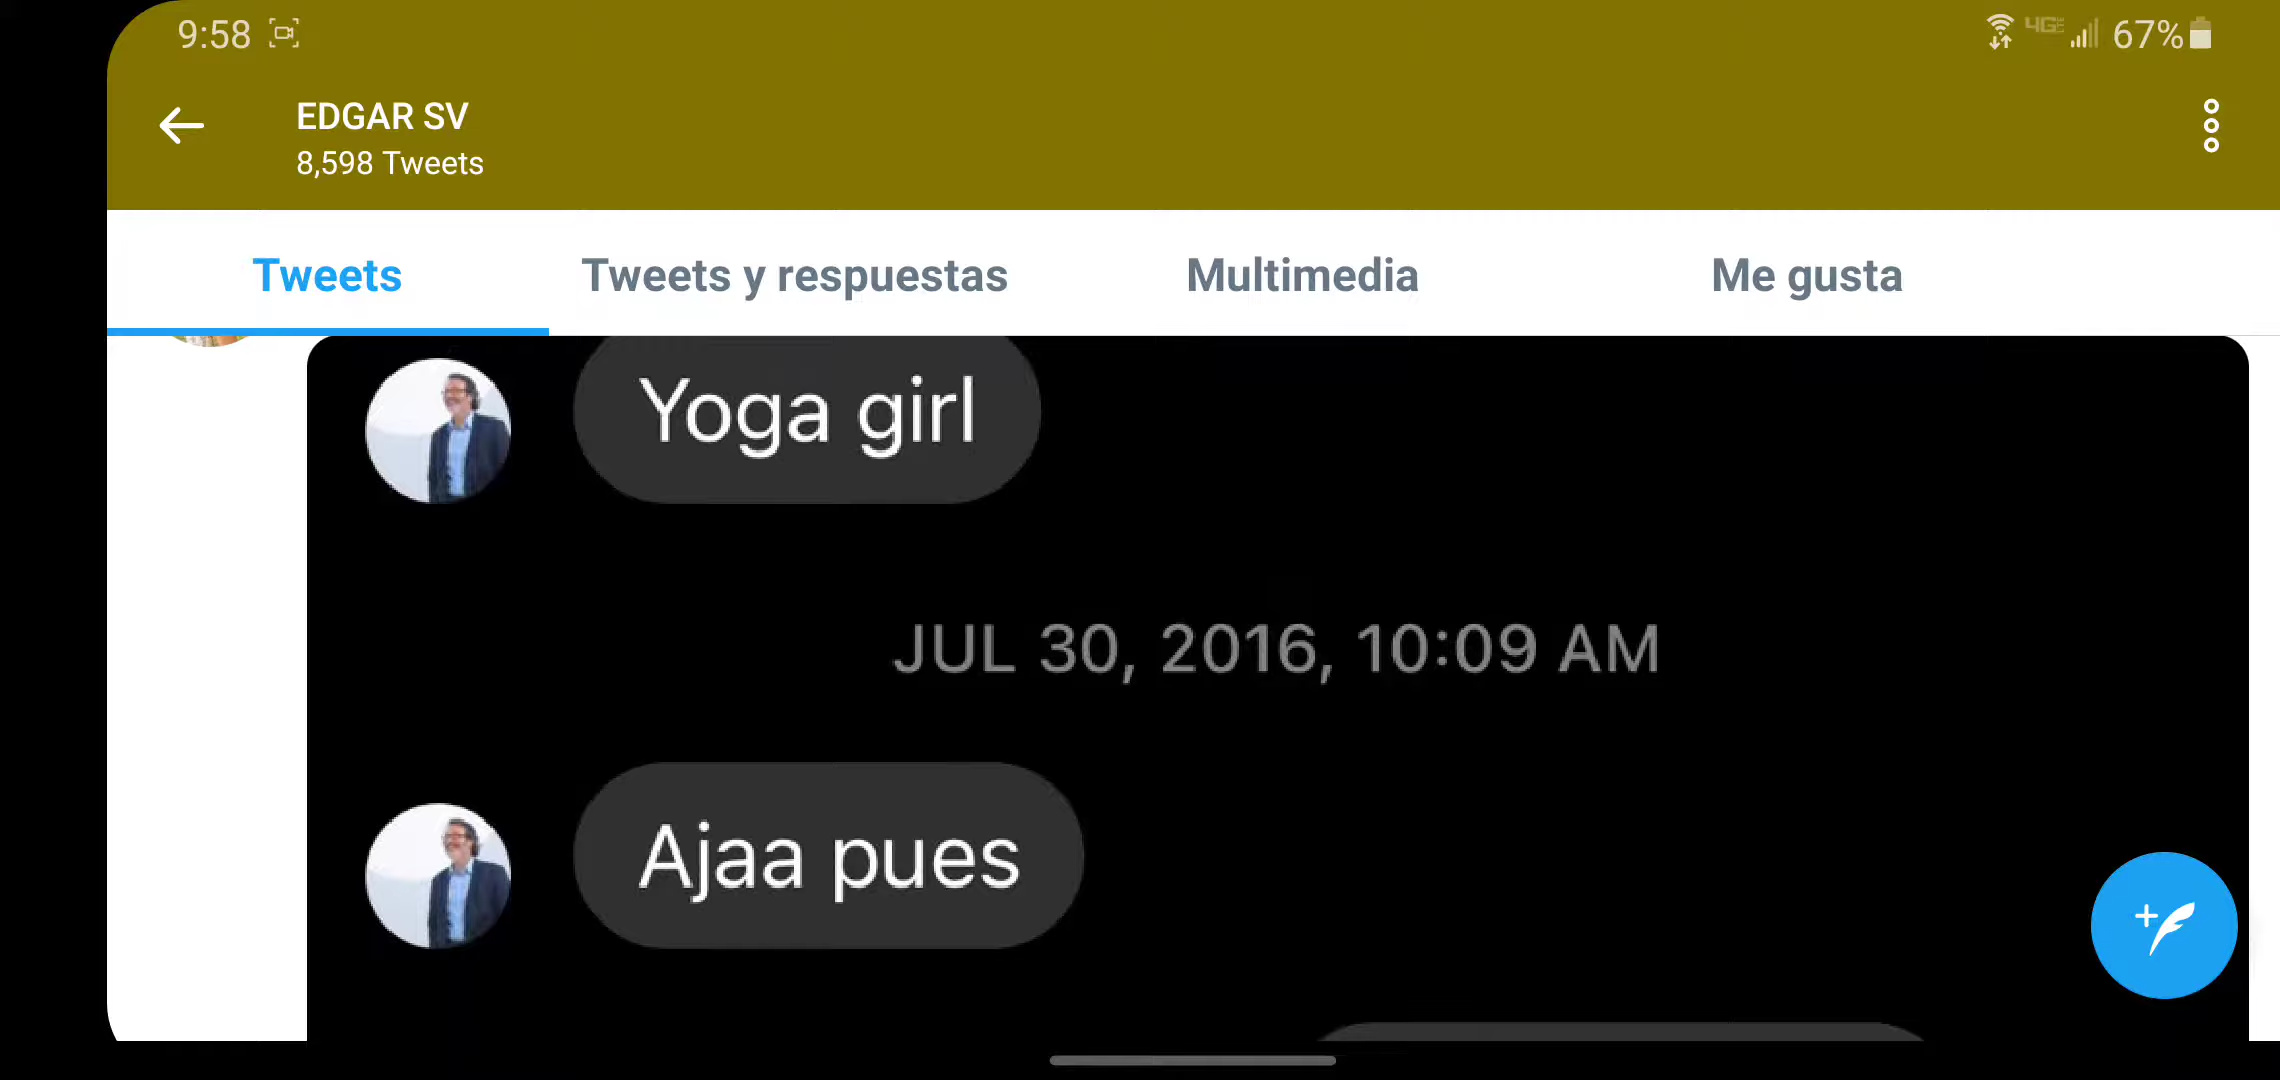 9:58 4GE 67%
EDGAR SV
8,598 Tweets
Tweets Tweets y respuestas Multimedia Me gusta
Yoga girl
JUL 30, 2016, 10:09 AM
Ajaa pues